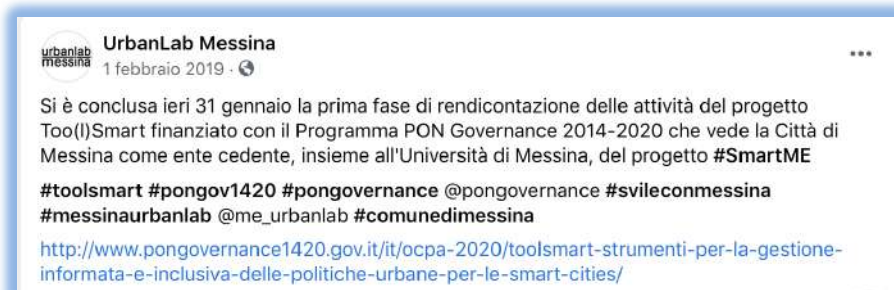 urbanlab
messina
UrbanLab Messina
1 febbraio 2019 ·
Si è conclusa ieri 31 gennaio la prima fase di rendicontazione delle attività del progetto
Too(l)Smart finanziato con il Programma PON Governance 2014-2020 che vede la Città di
Messina come ente cedente, insieme all'Università di Messina, del progetto #SmartME
#toolsmart #pongov1420 #pongovernance @pongovernance #svileconmessina
#messinaurbanlab @me_urbanlab #comunedimessina
http://www.pongovernance1420.gov.it/it/ocpa-2020/toolsmart-strumenti-per-la-gestione-
informata-e-inclusiva-delle-politiche-urbane-per-le-smart-cities/